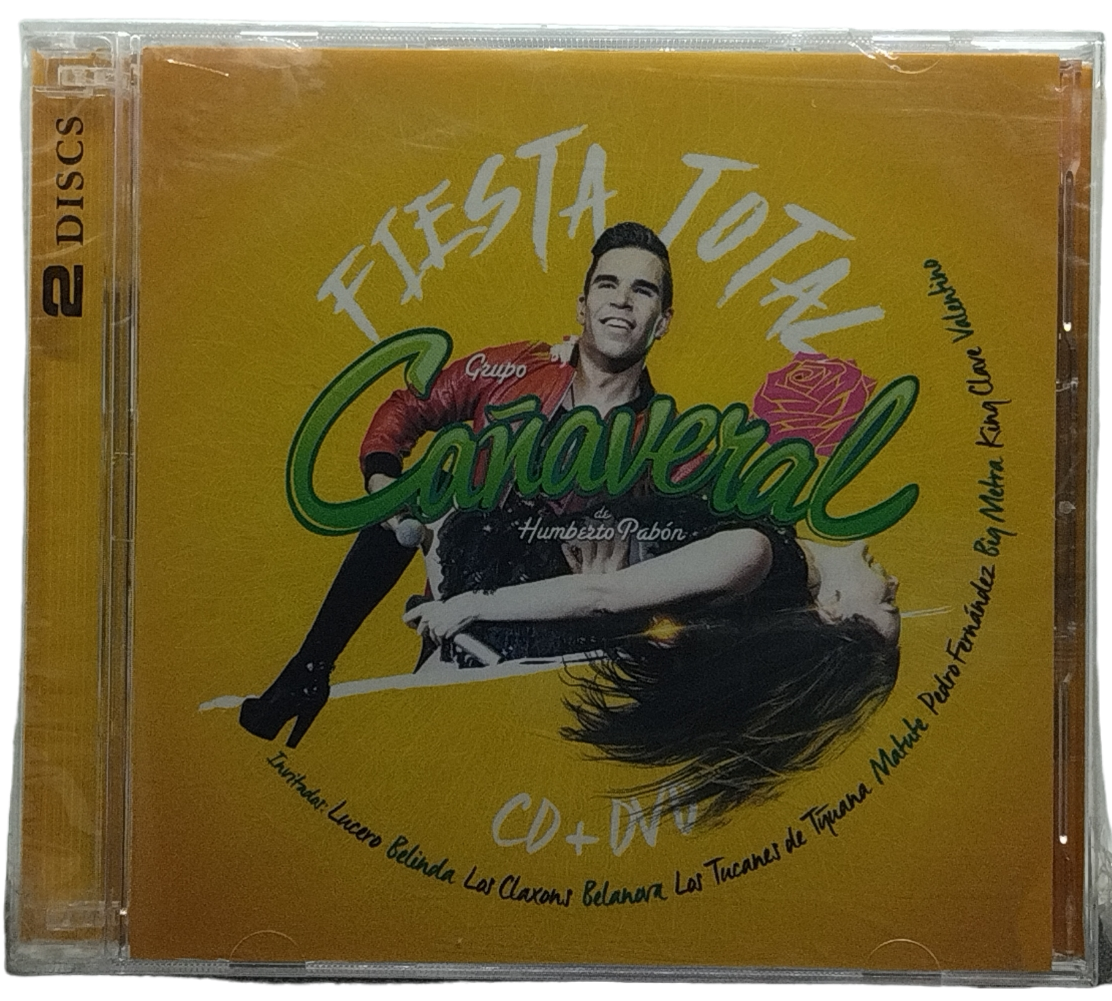 2 DISCS
FIESTA TOTAL
Grupo
Cañaveral
de
Humberto Pabón
CD + DVD
Invitados: Lucero Belinda Los Claxons Belanova Los Tucanes de Tijuana Matute Pedro Fernández Big Metra King Clave Valentino